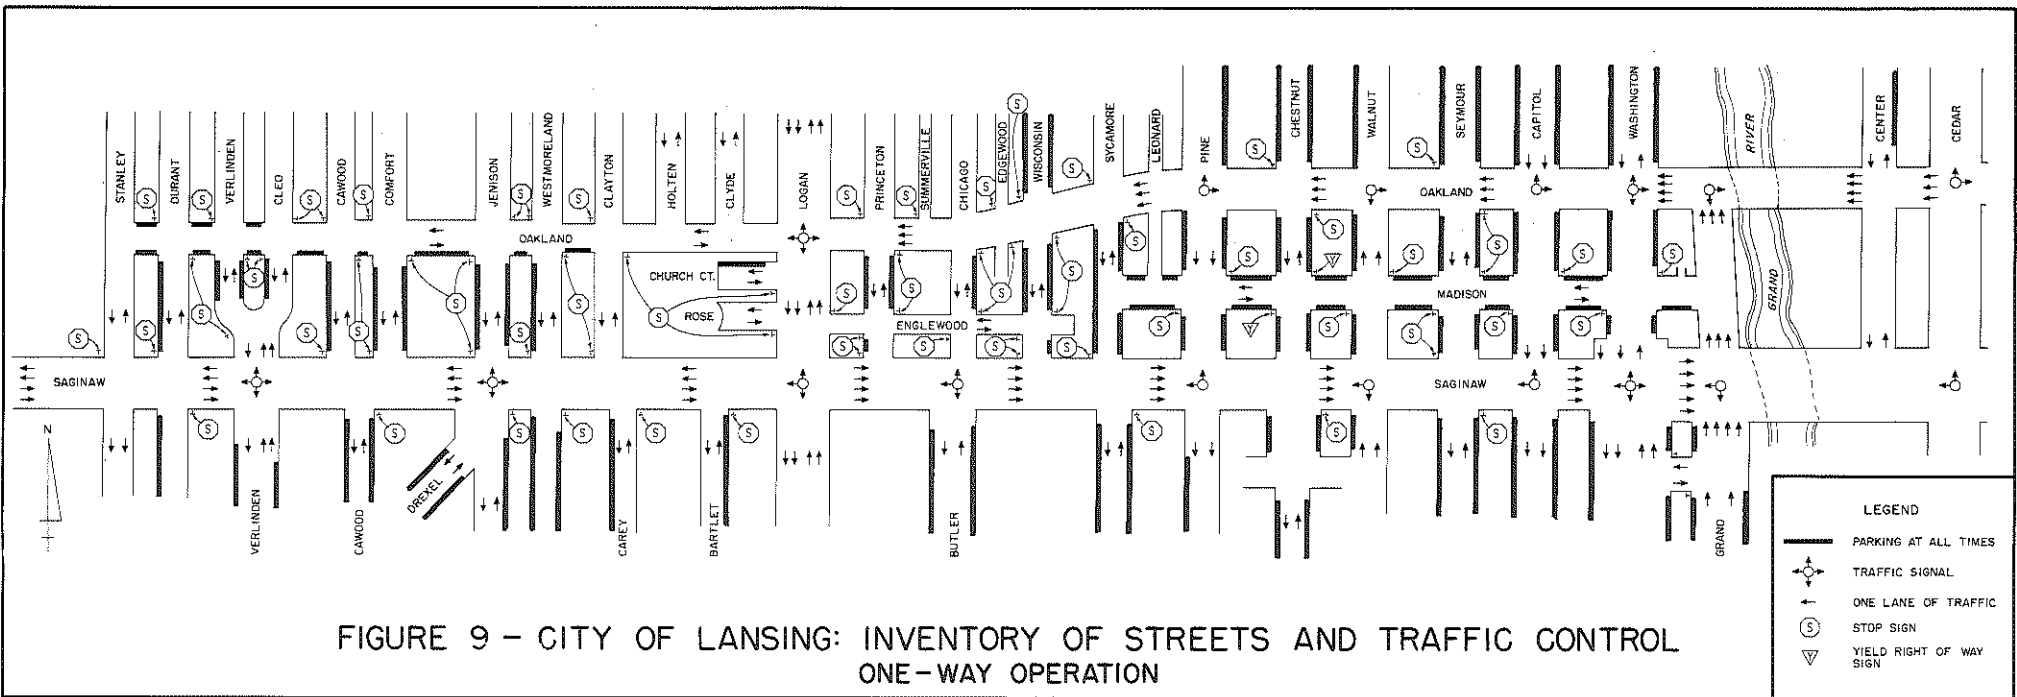 STANLEY
DURANT
VERLINDEN
CLEO
CAWOOD
COMFORT
JENISON
WESTMORELAND
CLAYTON
HOLTEN
CLYDE
LOGAN
PRINCETON
SUMMERVILLE
CHICAGO
EDGEWOOD
WISCONSIN
SYCAMORE
LEONARD
PINE
CHESTNUT
WALNUT
SEYMOUR
CAPITOL
WASHINGTON
RIVER
CENTER
CEDAR
OAKLAND
OAKLAND
CHURCH CT.
ROSE
ENGLEWOOD
MADISON
GRAND
SAGINAW
SAGINAW
N
VERLINDEN
CAWOOD
DREXEL
CAREY
BARTLET
BUTLER
GRAND
LEGEND
PARKING AT ALL TIMES
TRAFFIC SIGNAL
ONE LANE OF TRAFFIC
S STOP SIGN
Y YIELD RIGHT OF WAY
SIGN
FIGURE 9 - CITY OF LANSING: INVENTORY OF STREETS AND TRAFFIC CONTROL
ONE-WAY OPERATION